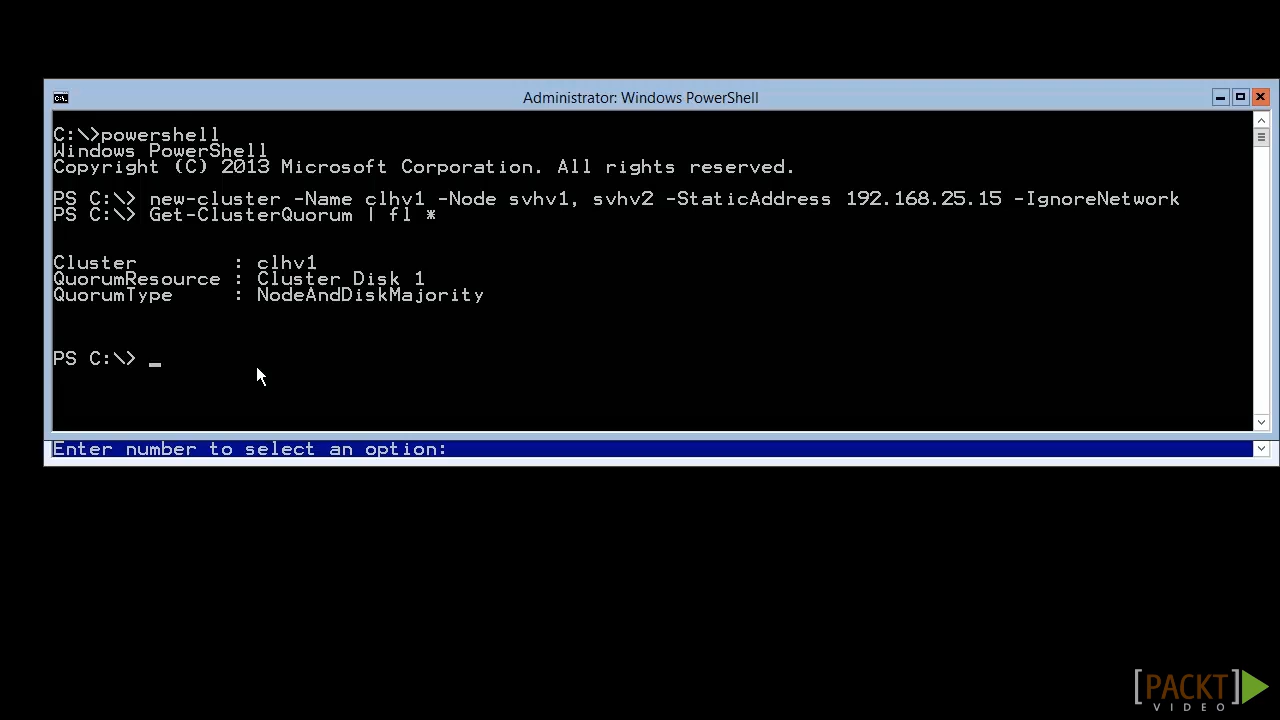 Administrator: Windows PowerShell
C:\>powershell
Windows PowerShell
Copyright (C) 2013 Microsoft Corporation. All rights reserved.
PS C:\> new-cluster -Name clhv1 -Node svhv1, svhv2 -StaticAddress 192.168.25.15 -IgnoreNetwork
PS C:\> Get-ClusterQuorum | fl *
Cluster : clhv1
QuorumResource : Cluster Disk 1
QuorumType : NodeAndDiskMajority
PS C:\> _
Enter number to select an option:
[PACKT]
VIDEO